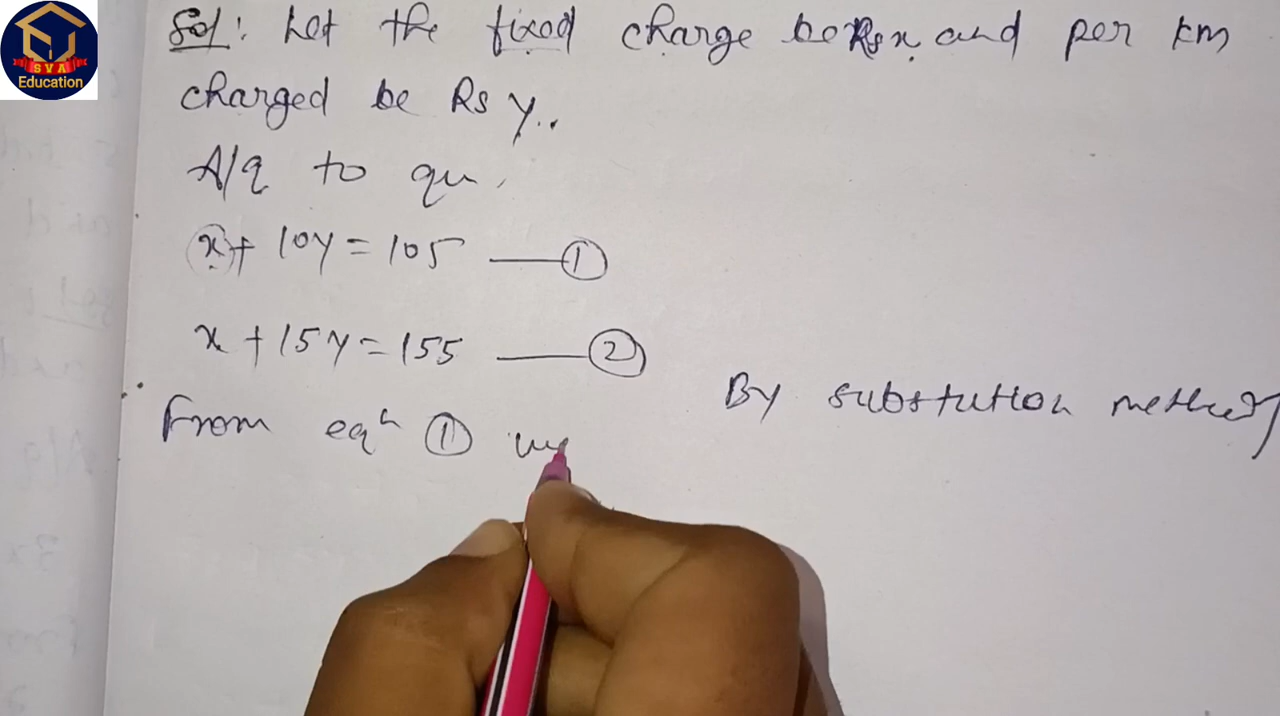 SVA
Education
Sol: Let the fixed charge be Rs x and per km
charged be Rs y..
A/q to qu.
x + 10y = 105 — ①
x + 15y = 155 — ②
By substution method
From eqn ① we